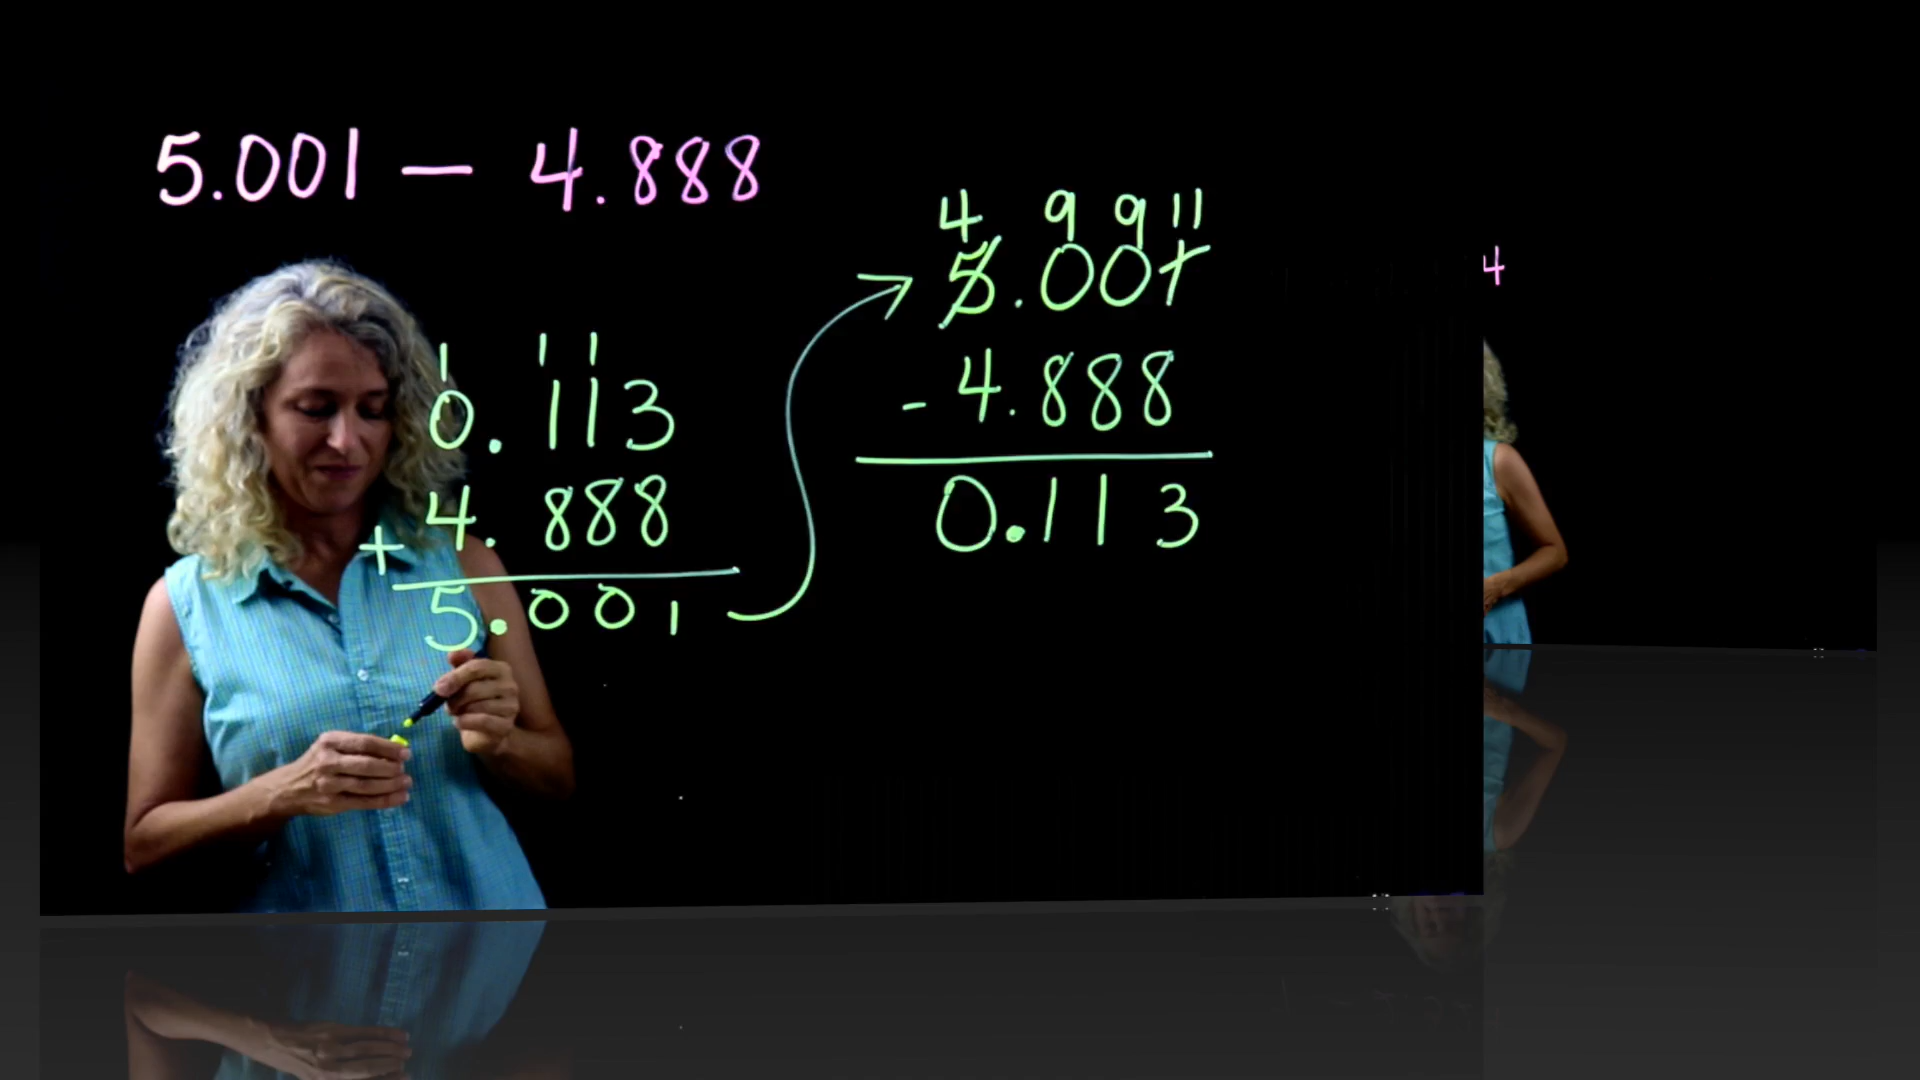 5.001 – 4.888
4 9 9 11
5.001
- 4.888
0.113
1 1 1
0.113
+ 4.888
5.001
4